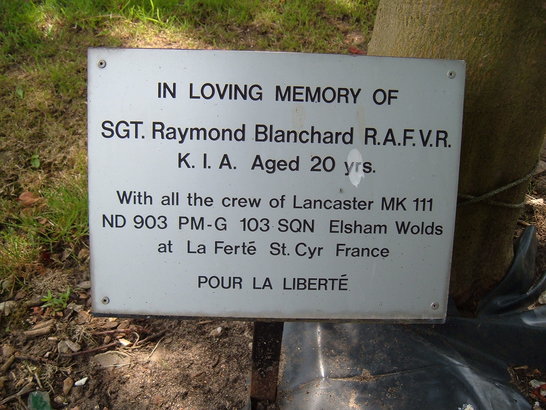 IN LOVING MEMORY OF
SGT. Raymond Blanchard R.A.F.V.R.
K.I.A. Aged 20 yrs.
With all the crew of Lancaster MK 111
ND 903 PM-G 103 SQN Elsham Wolds
at La Ferté St. Cyr France
POUR LA LIBERTÉ